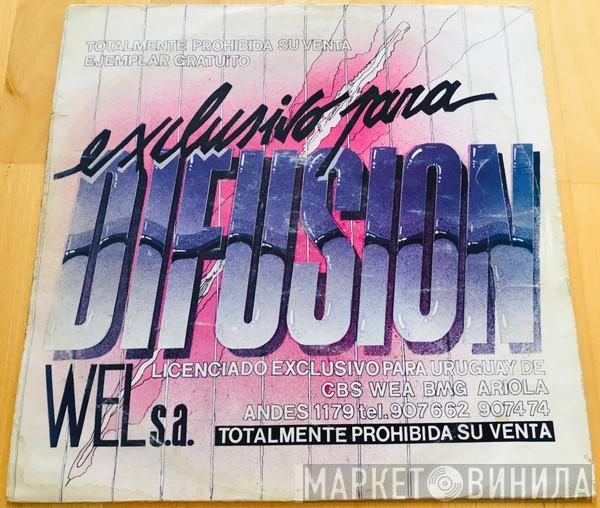 TOTALMENTE PROHIBIDA SU VENTA
EJEMPLAR GRATUITO
exclusivo para
DIFUSION
LICENCIADO EXCLUSIVO PARA URUGUAY DE
CBS WEA BMG ARIOLA
ANDES 1179 tel. 907662 907474
WEL s.a.
TOTALMENTE PROHIBIDA SU VENTA
МАРКЕТ ВИНИЛА